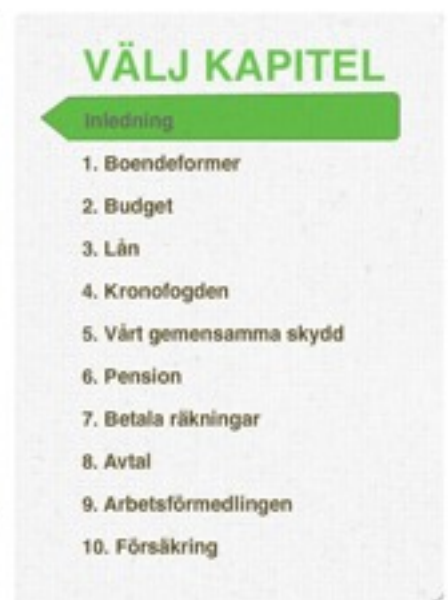 VÄLJ KAPITEL
Inledning
1. Boendeformer
2. Budget
3. Lån
4. Kronofogden
5. Vårt gemensamma skydd
6. Pension
7. Betala räkningar
8. Avtal
9. Arbetsförmedlingen
10. Försäkring